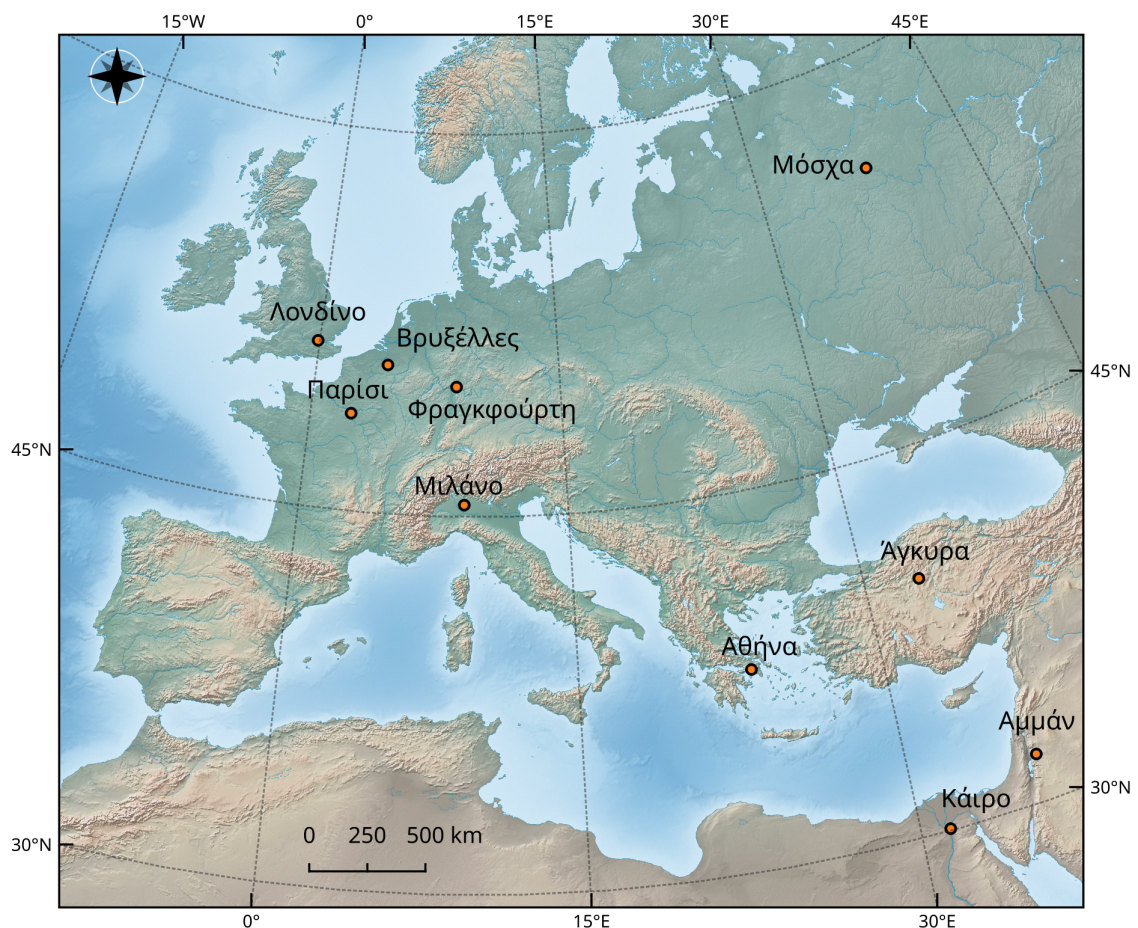 15°W 0° 15°E 30°E 45°E
Μόσχα
Λονδίνο
Βρυξέλλες
45°N
Παρίσι
Φραγκφούρτη
45°N
Μιλάνο
Άγκυρα
Αθήνα
Αμμάν
30°N
Κάιρο
0 250 500 km
30°N
0° 15°E 30°E